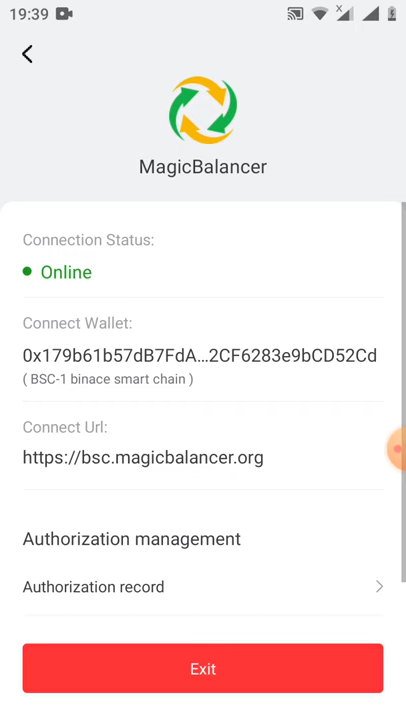 19:39
MagicBalancer
Connection Status:
Online
Connect Wallet:
0x179b61b57dB7FdA...2CF6283e9bCD52Cd
( BSC-1 binace smart chain )
Connect Url:
https://bsc.magicbalancer.org
Authorization management
Authorization record
Exit